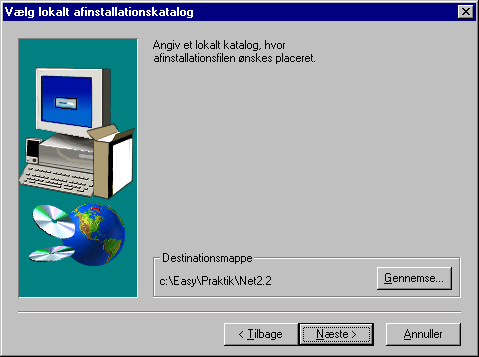 Vælg lokalt afinstallationskatalog
Angiv et lokalt katalog, hvor
afinstallationsfilen ønskes placeret.
Destinationsmappe
c:\Easy\Praktik\Net2.2
Gennemse...
< Tilbage
Næste >
Annuller